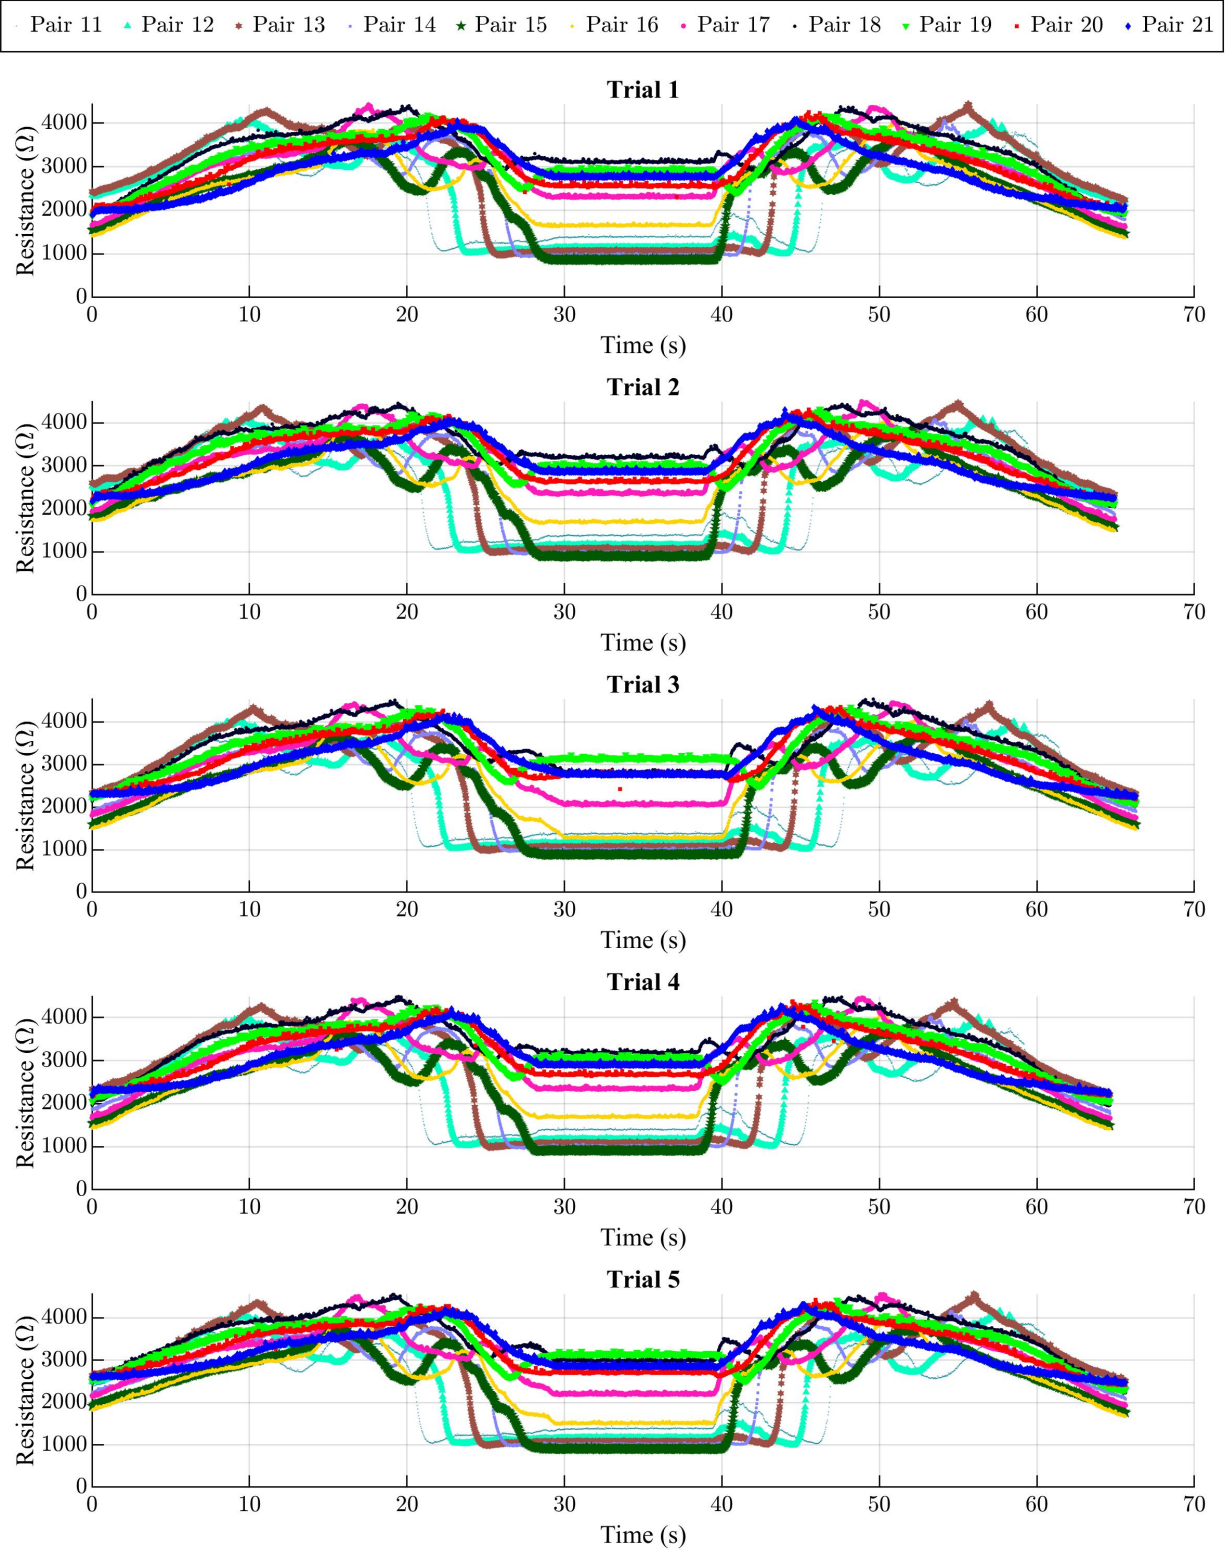 Pair 11 Pair 12 Pair 13 Pair 14 Pair 15 Pair 16 Pair 17 Pair 18 Pair 19 Pair 20 Pair 21
Trial 1
Resistance (Ω)
4000
3000
2000
1000
0
0 10 20 30 40 50 60 70
Time (s)
Trial 2
Resistance (Ω)
4000
3000
2000
1000
0
0 10 20 30 40 50 60 70
Time (s)
Trial 3
Resistance (Ω)
4000
3000
2000
1000
0
0 10 20 30 40 50 60 70
Time (s)
Trial 4
Resistance (Ω)
4000
3000
2000
1000
0
0 10 20 30 40 50 60 70
Time (s)
Trial 5
Resistance (Ω)
4000
3000
2000
1000
0
0 10 20 30 40 50 60 70
Time (s)